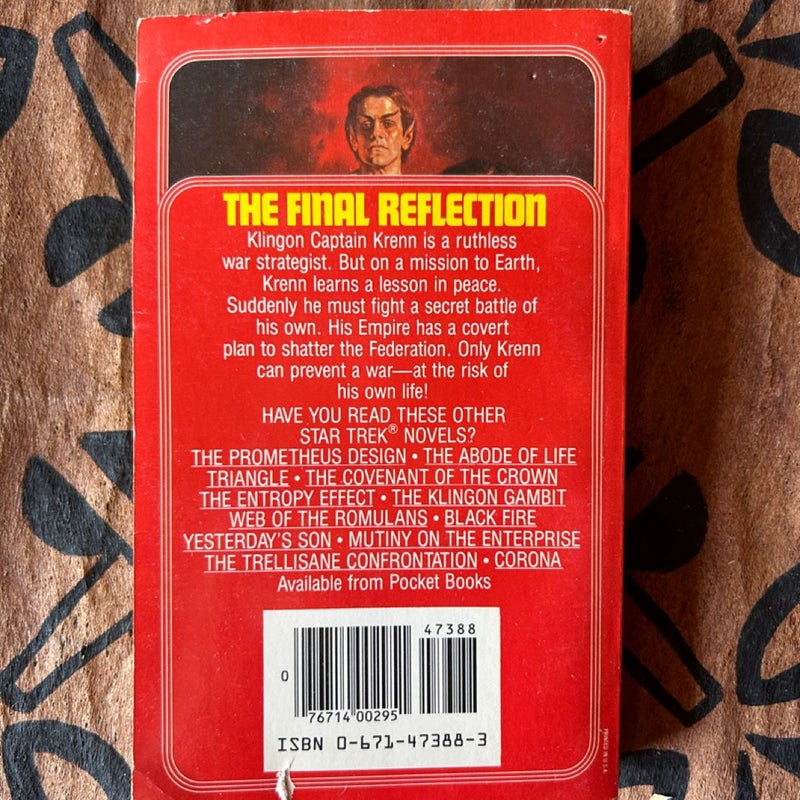 THE FINAL REFLECTION
Klingon Captain Krenn is a ruthless
war strategist. But on a mission to Earth,
Krenn learns a lesson in peace.
Suddenly he must fight a secret battle of
his own. His Empire has a covert
plan to shatter the Federation. Only Krenn
can prevent a war—at the risk of
his own life!
HAVE YOU READ THESE OTHER
STAR TREK® NOVELS?
THE PROMETHEUS DESIGN • THE ABODE OF LIFE
TRIANGLE • THE COVENANT OF THE CROWN
THE ENTROPY EFFECT • THE KLINGON GAMBIT
WEB OF THE ROMULANS • BLACK FIRE
YESTERDAY'S SON • MUTINY ON THE ENTERPRISE
THE TRELLISANE CONFRONTATION • CORONA
Available from Pocket Books
47388
0
76714 00295
ISBN 0-671-47388-3
PRINTED IN U.S.A.